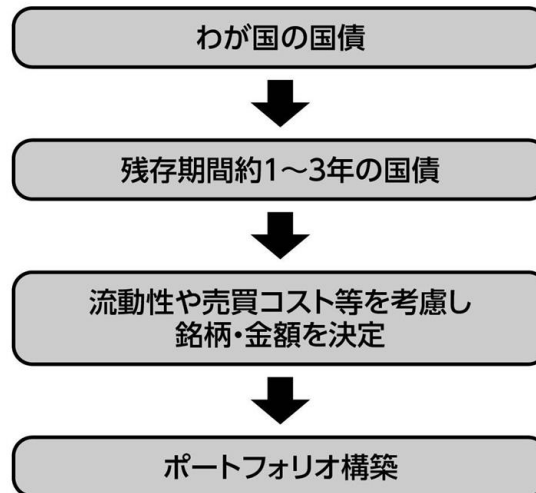 わが国の国債
残存期間約1〜3年の国債
流動性や売買コスト等を考慮し
銘柄・金額を決定
ポートフォリオ構築